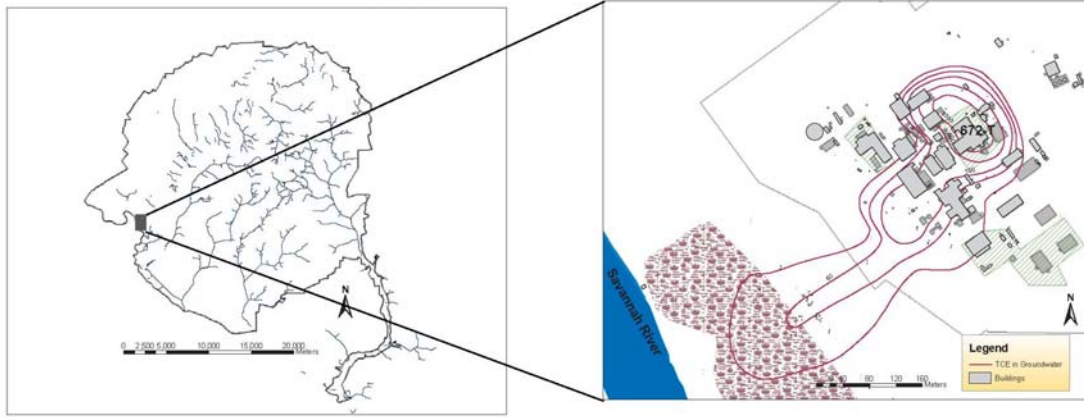 N
0 2,500 5,000 10,000 15,000 20,000
Meters
672-T
Savannah River
N
40 80 120 160
Meters
Legend
TCE in Groundwater
Buildings